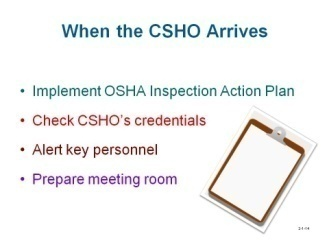 When the CSHO Arrives
• Implement OSHA Inspection Action Plan
• Check CSHO's credentials
• Alert key personnel
• Prepare meeting room